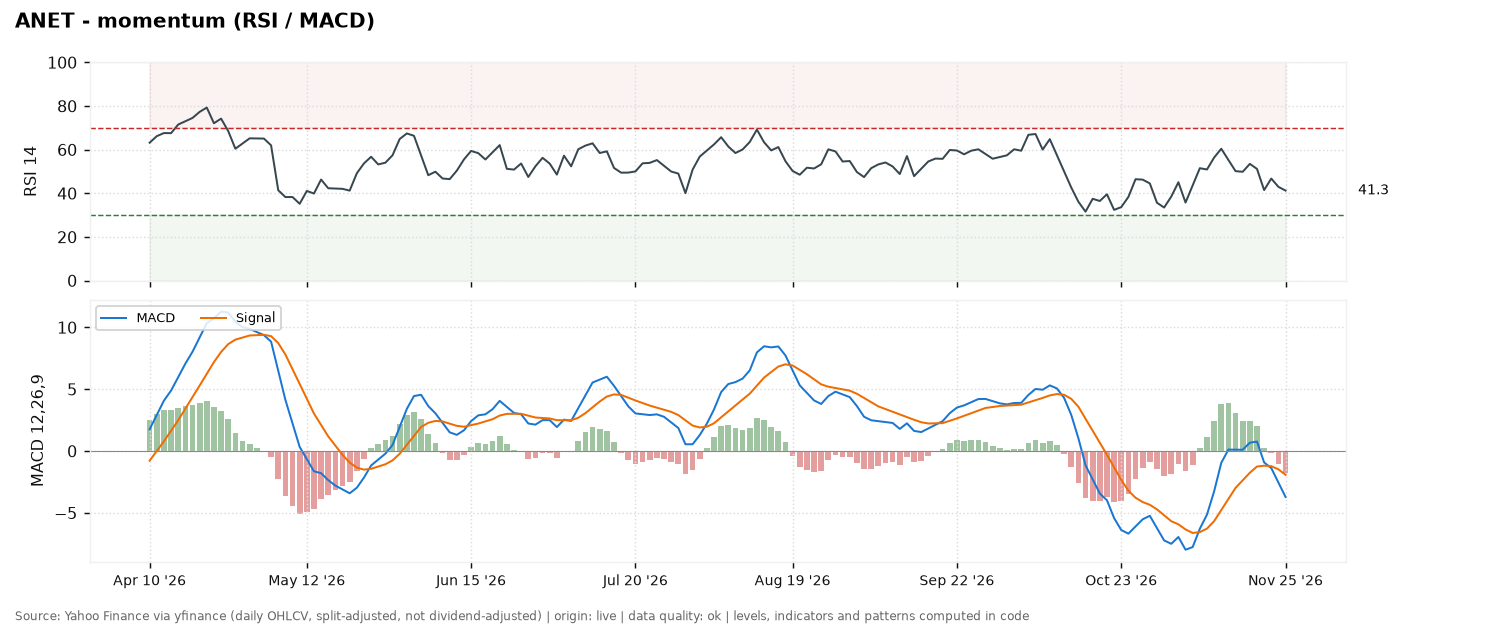 ANET - momentum (RSI / MACD)
RSI 14
100
80
60
40
20
0
41.3
MACD 12,26,9
MACD
Signal
10
5
0
−5
Apr 10 '26
May 12 '26
Jun 15 '26
Jul 20 '26
Aug 19 '26
Sep 22 '26
Oct 23 '26
Nov 25 '26
Source: Yahoo Finance via yfinance (daily OHLCV, split-adjusted, not dividend-adjusted) | origin: live | data quality: ok | levels, indicators and patterns computed in code